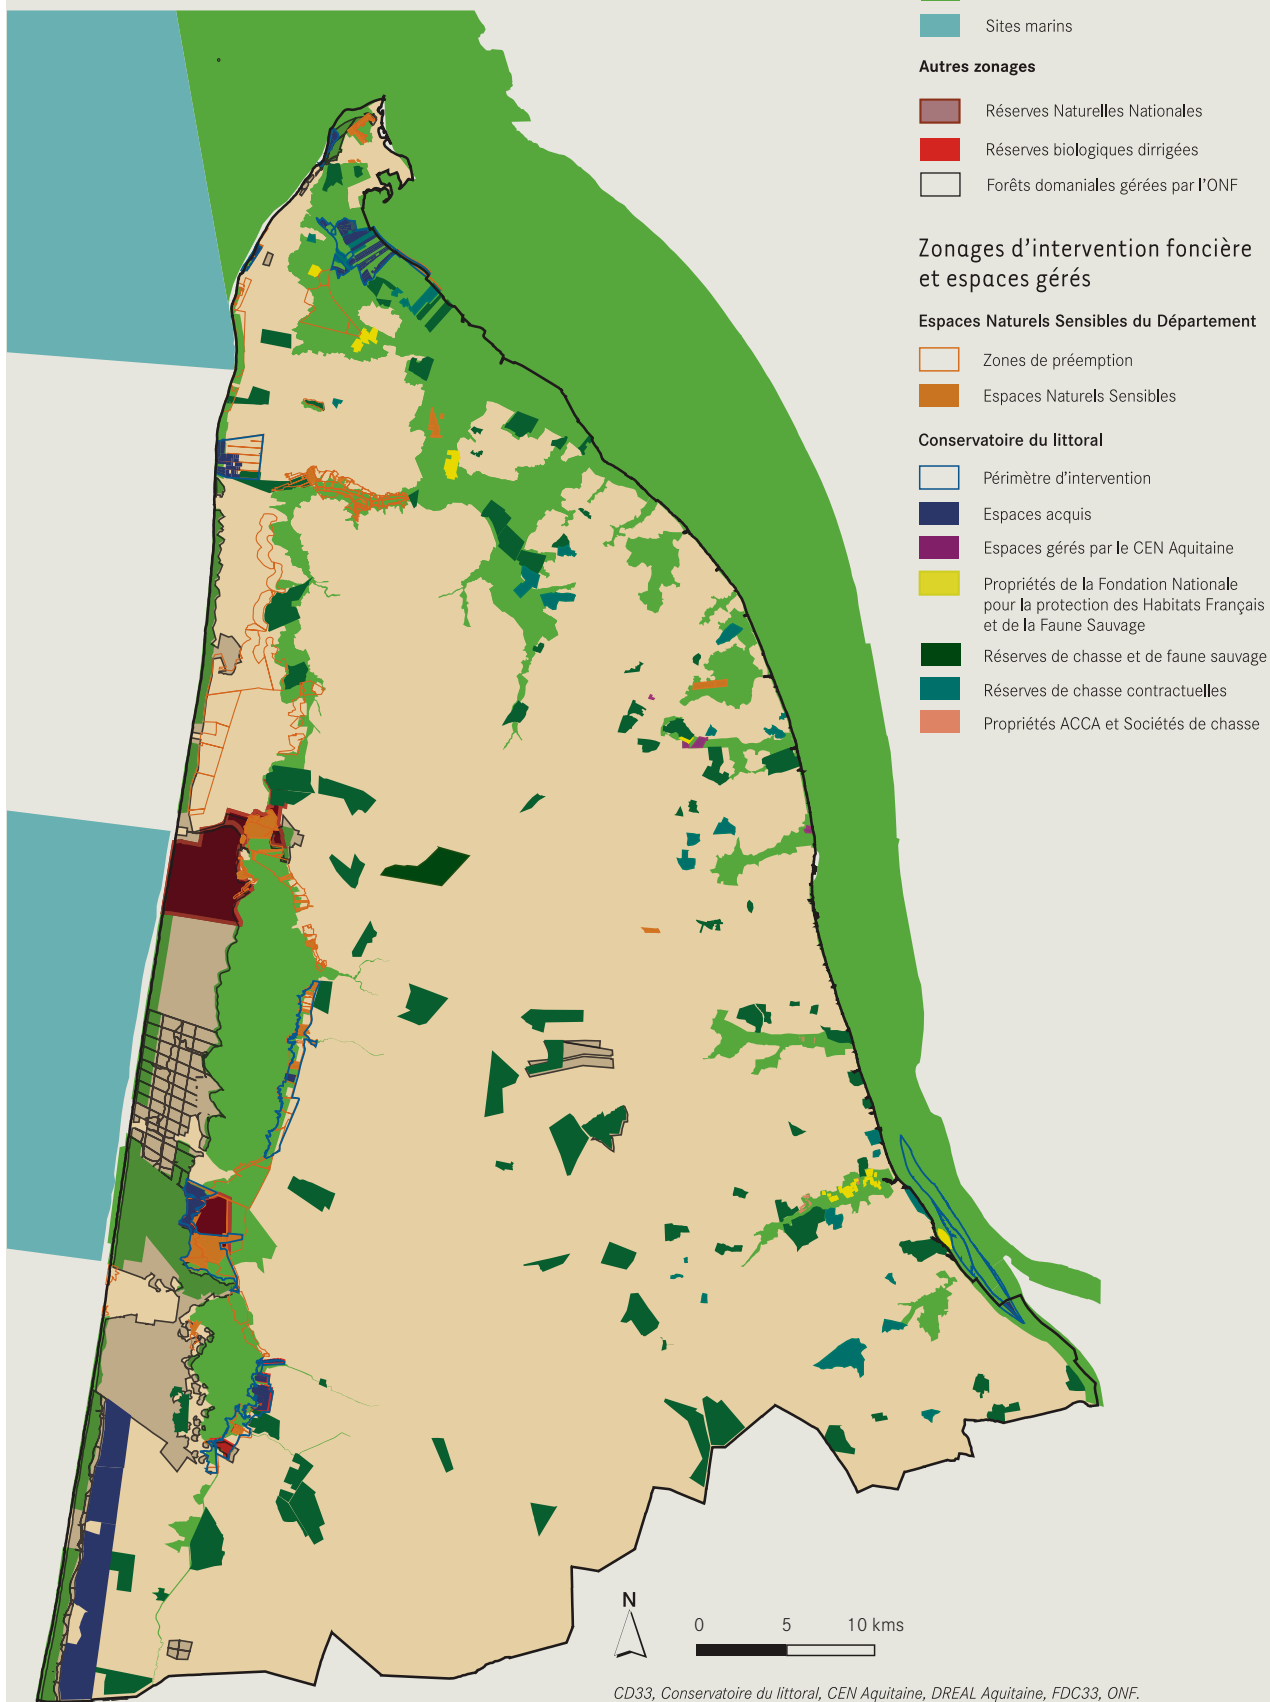 Sites marins
Autres zonages
Réserves Naturelles Nationales
Réserves biologiques dirrigées
Forêts domaniales gérées par l'ONF
Zonages d'intervention foncière
et espaces gérés
Espaces Naturels Sensibles du Département
Zones de préemption
Espaces Naturels Sensibles
Conservatoire du littoral
Périmètre d'intervention
Espaces acquis
Espaces gérés par le CEN Aquitaine
Propriétés de la Fondation Nationale
pour la protection des Habitats Français
et de la Faune Sauvage
Réserves de chasse et de faune sauvage
Réserves de chasse contractuelles
Propriétés ACCA et Sociétés de chasse
N
0 5 10 kms
CD33, Conservatoire du littoral, CEN Aquitaine, DREAL Aquitaine, FDC33, ONF.